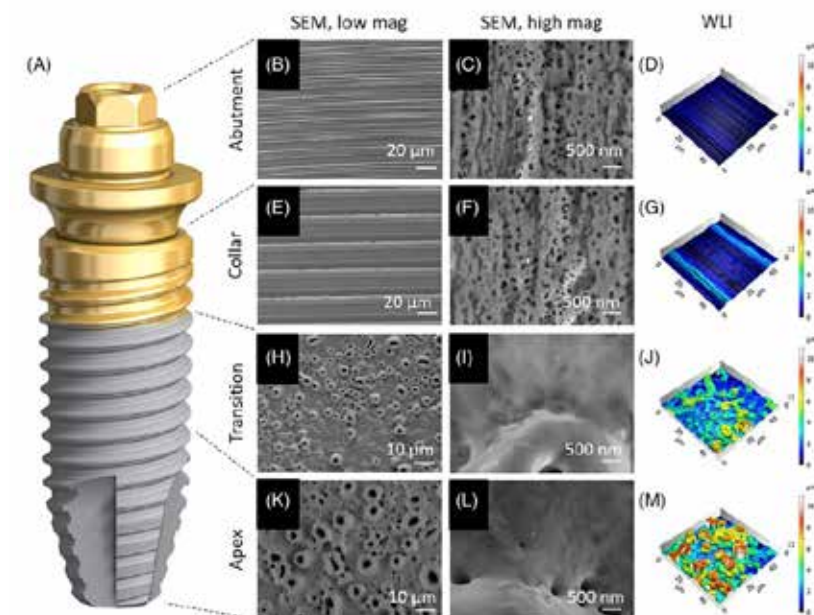 SEM, low mag
SEM, high mag
WLI
(A)
Abutment
(B)
20 µm
(C)
500 nm
(D)
Collar
(E)
20 µm
(F)
500 nm
(G)
Transition
(H)
10 µm
(I)
500 nm
(J)
Apex
(K)
10 µm
(L)
500 nm
(M)